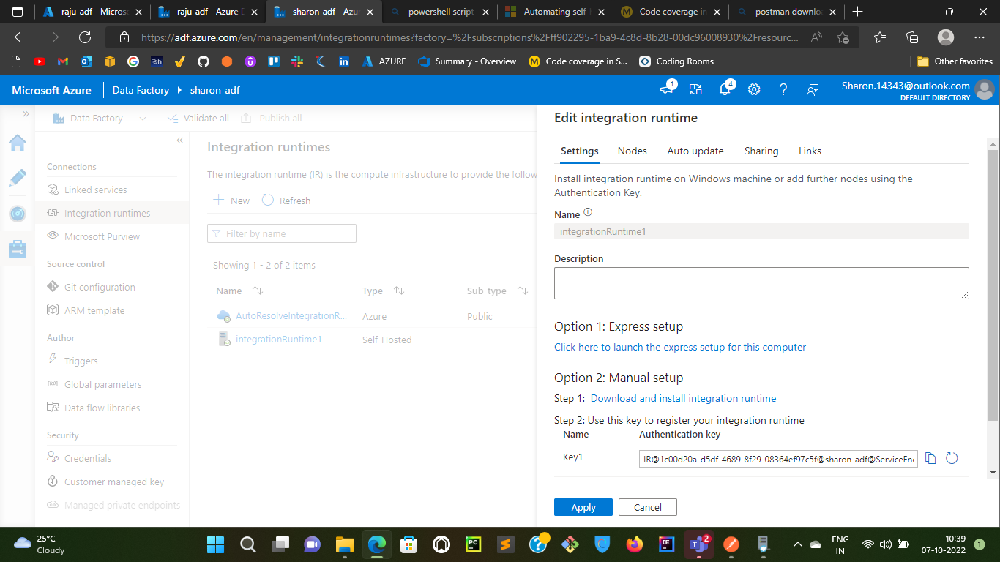 raju-adf - Micros
raju-adf - Azure D
sharon-adf - Azur
powershell script
Automating self-
Code coverage in
postman downlo
https://adf.azure.com/en/management/integrationruntimes?factory=%2Fsubscriptions%2Fff902295-1ba9-4c8d-8b28-00dc96008930%2Fresourc...
AZURE
Summary - Overview
Code coverage in S...
Coding Rooms
Other favorites
Microsoft Azure
Data Factory
sharon-adf
1
4
Sharon.14343@outlook.com
DEFAULT DIRECTORY
Data Factory
Validate all
Publish all
Connections
Linked services
Integration runtimes
Microsoft Purview
Source control
Git configuration
ARM template
Author
Triggers
Global parameters
Data flow libraries
Security
Credentials
Customer managed key
Managed private endpoints
Integration runtimes
The integration runtime (IR) is the compute infrastructure to provide the follow
New
Refresh
Filter by name
Showing 1 - 2 of 2 items
Name Type Sub-type
AutoResolveIntegrationR... Azure Public
integrationRuntime1 Self-Hosted ---
Edit integration runtime
Settings Nodes Auto update Sharing Links
Install integration runtime on Windows machine or add further nodes using the
Authentication Key.
Name
integrationRuntime1
Description
Option 1: Express setup
Click here to launch the express setup for this computer
Option 2: Manual setup
Step 1: Download and install integration runtime
Step 2: Use this key to register your integration runtime
Name Authentication key
Key1 IR@1c00d20a-d5df-4689-8f29-08364ef97c5f@sharon-adf@ServiceEn
Apply
Cancel
25°C
Cloudy
PC
IE
2
ENG
IN
10:39
07-10-2022
1